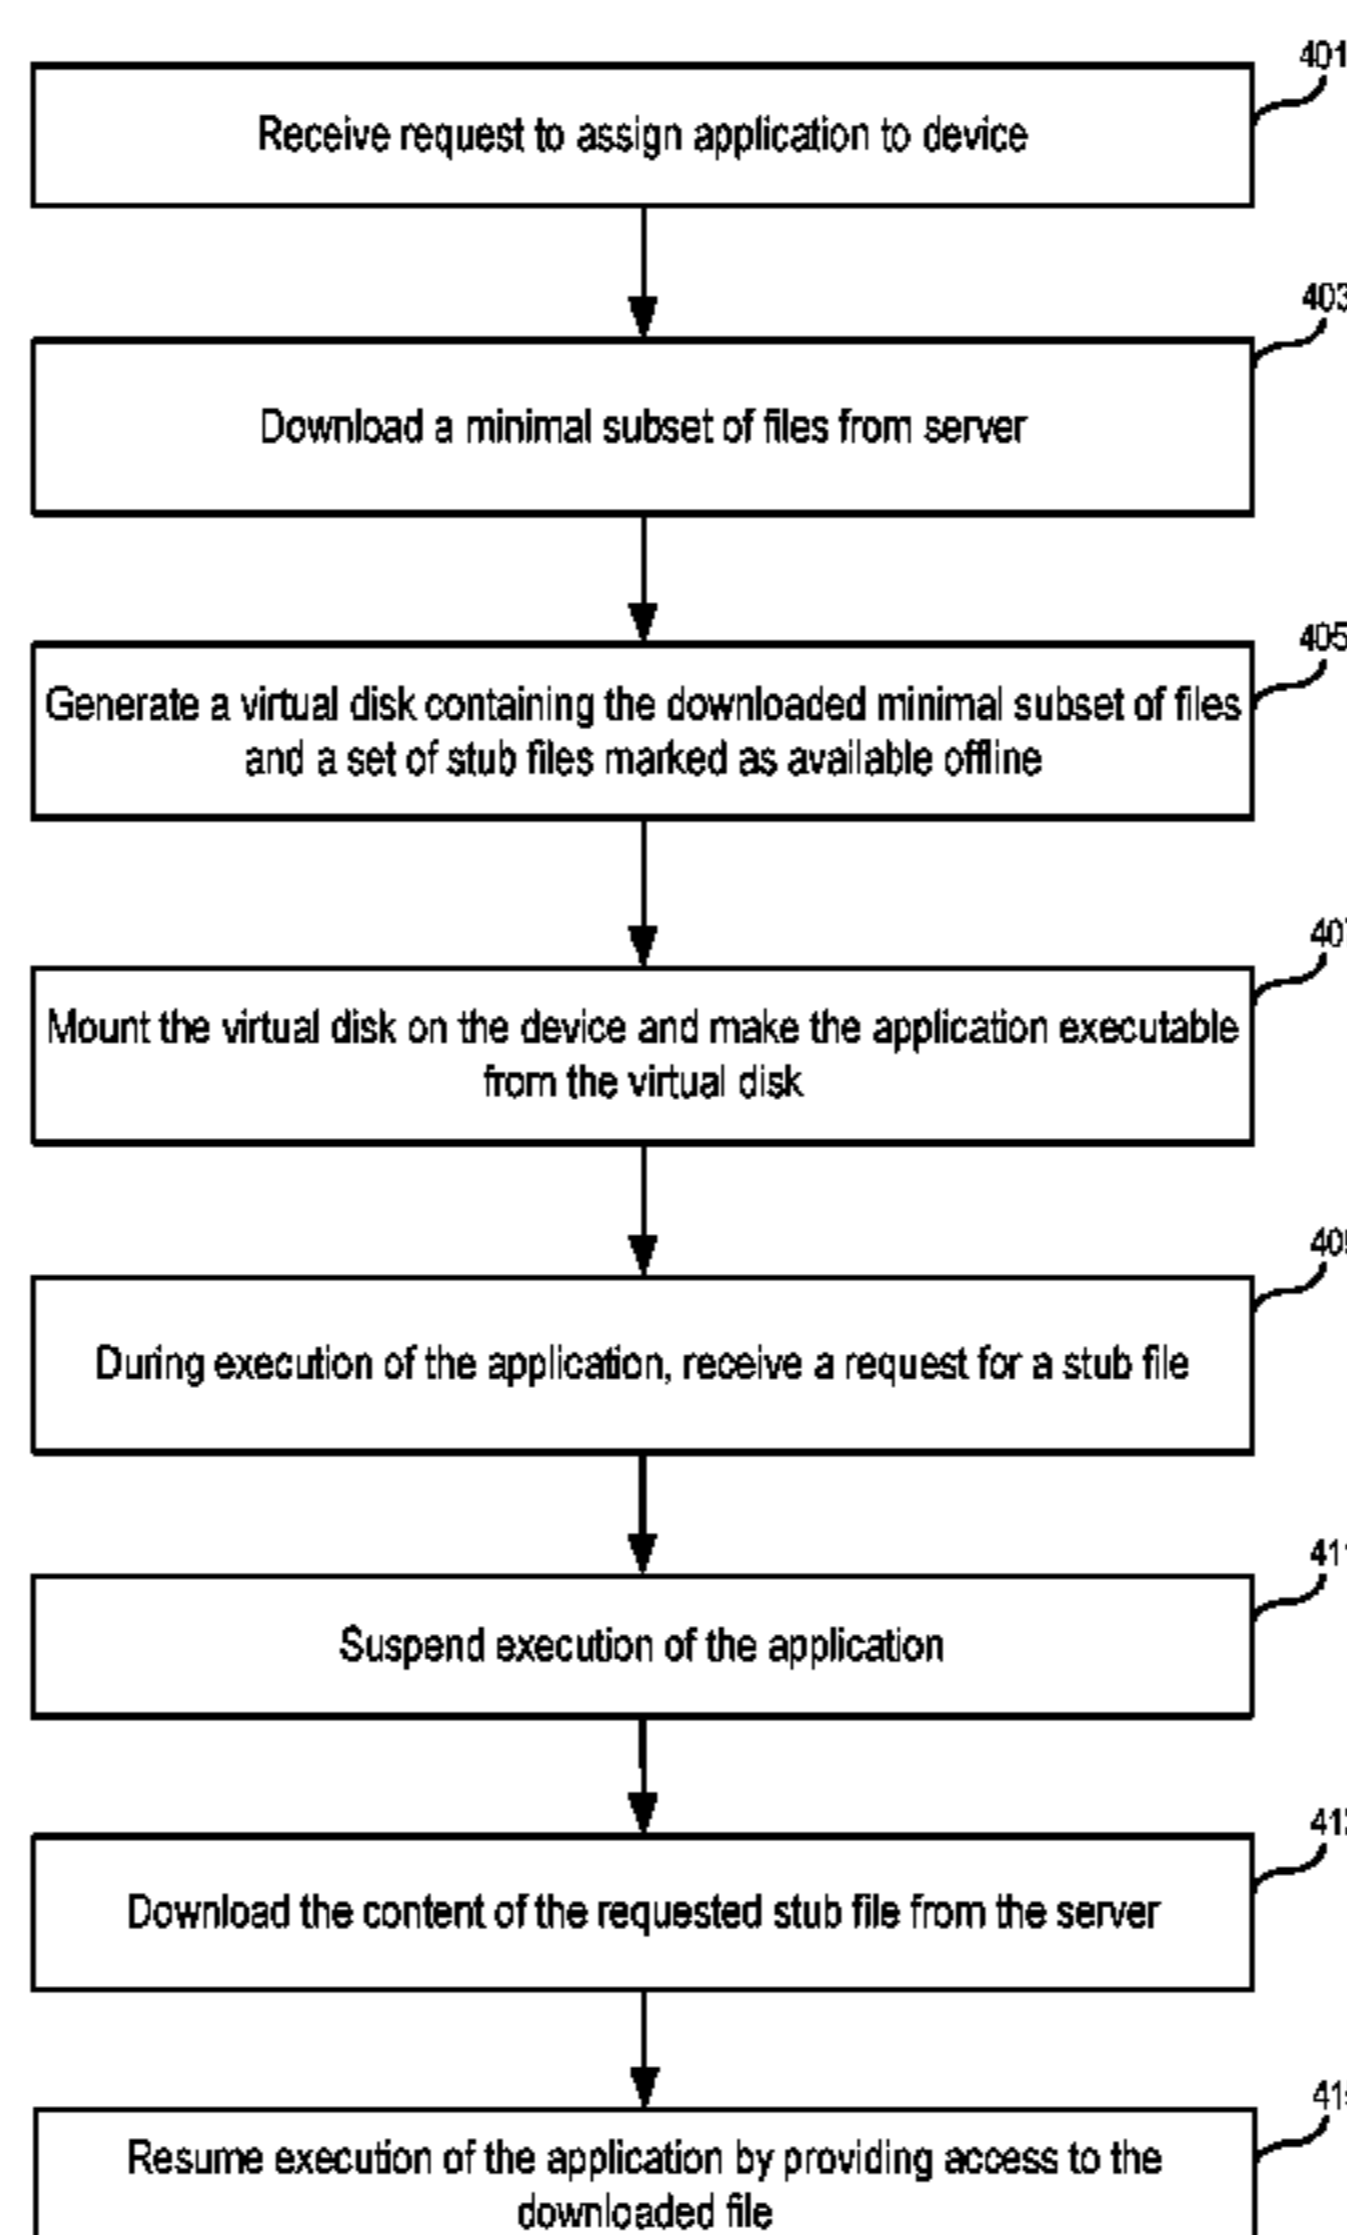 401
Receive request to assign application to device
403
Download a minimal subset of files from server
405
Generate a virtual disk containing the downloaded minimal subset of files
and a set of stub files marked as available offline
Mount the virtual disk on the device and make the application executable
from the virtual disk
During execution of the application, receive a request for a stub file
Suspend execution of the application
Download the content of the requested stub file from the server
Resume execution of the application by providing access to the
downloaded file